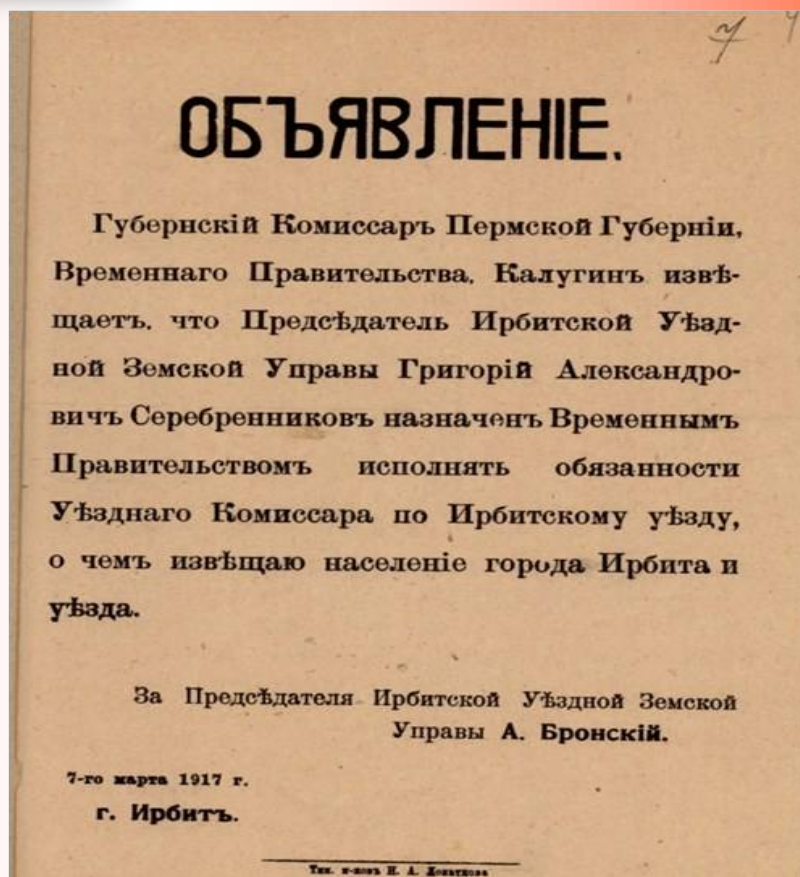 7
ОБЪЯВЛЕНІЕ.
Губернскій Комиссаръ Пермской Губерніи,
Временнаго Правительства, Калугинъ извѣ-
щаетъ, что Предсѣдатель Ирбитской Уѣзд-
ной Земской Управы Григорій Александро-
вичъ Серебренниковъ назначенъ Временнымъ
Правительствомъ исполнять обязанности
Уѣзднаго Комиссара по Ирбитскому уѣзду,
о чемъ извѣщаю населеніе города Ирбита и
уѣзда.
За Предсѣдателя Ирбитской Уѣздной Земской
Управы А. Бронскій.
7-го марта 1917 г.
г. Ирбитъ.
Тип. н-ковъ Н. А.